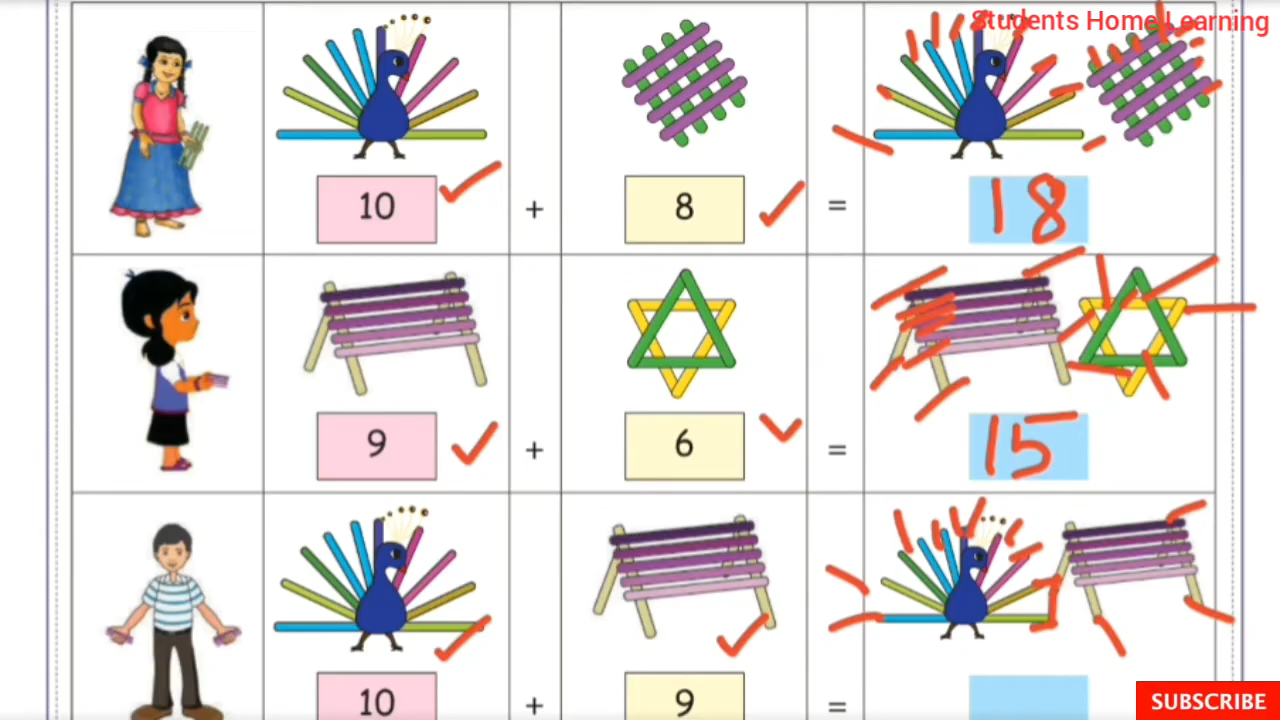 Students Home Learning
10 + 8 = 18
9 + 6 = 15
10 + 9 =
SUBSCRIBE